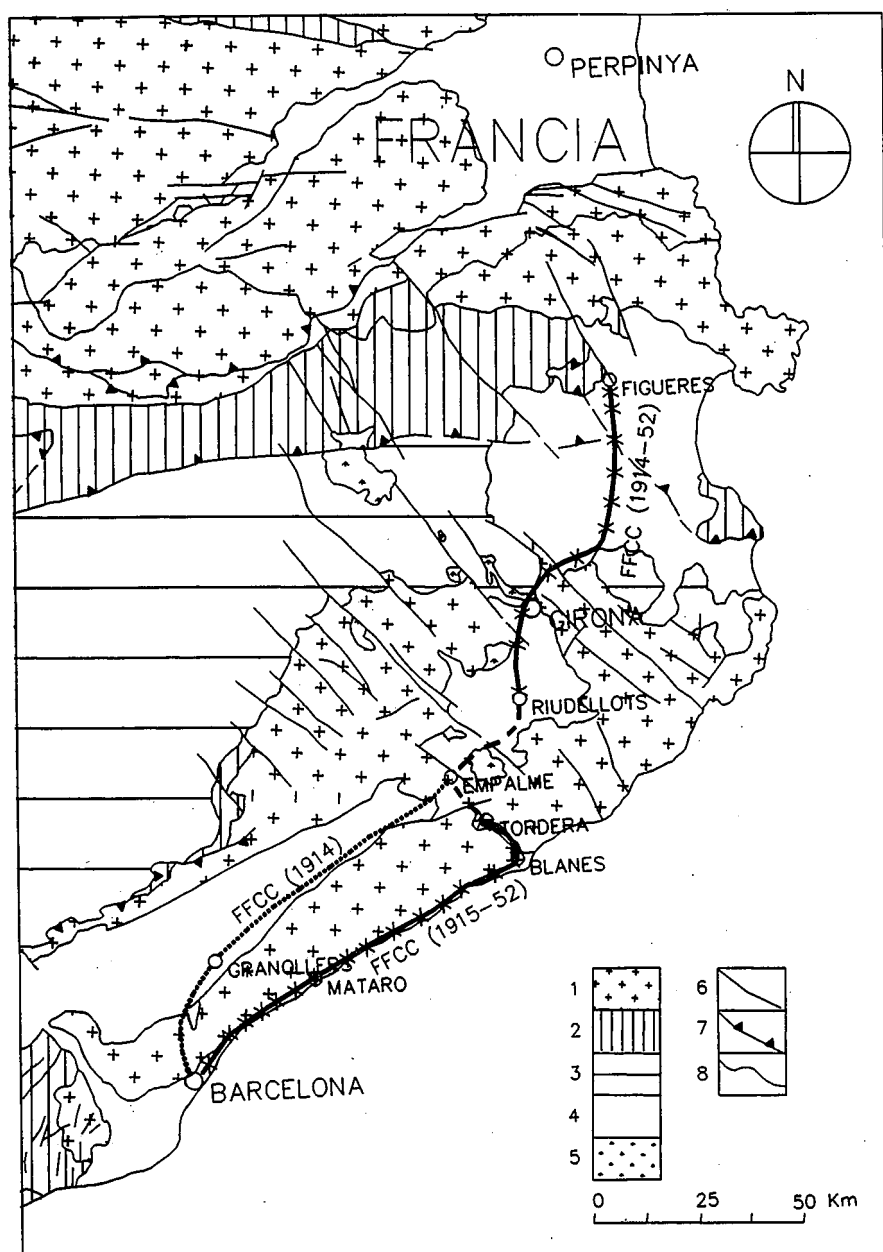 PERPINYA
N
FRANCIA
FIGUERES
FFCC (1914-52)
GIRONA
RIUDELLOTS
EMPALME
TORDERA
BLANES
FFCC (1914)
FFCC (1915-52)
GRANOLLERS
MATARO
BARCELONA
1
2
3
4
5
6
7
8
0 25 50 Km